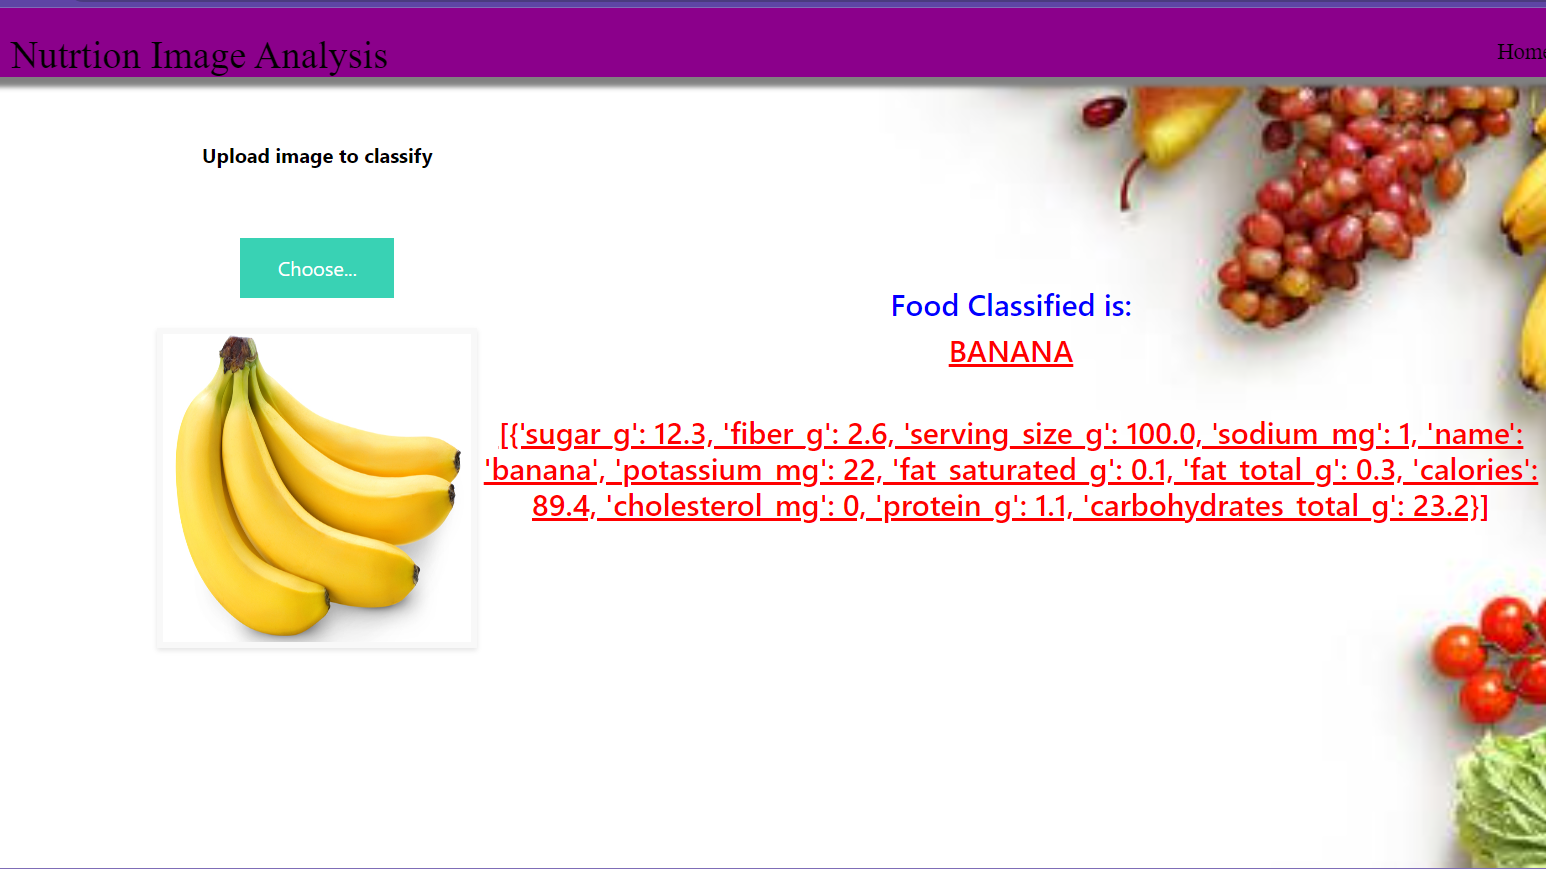 Nutrtion Image Analysis
Home
Upload image to classify
Choose...
Food Classified is:
BANANA
[{'sugar_g': 12.3, 'fiber_g': 2.6, 'serving_size_g': 100.0, 'sodium_mg': 1, 'name':
'banana', 'potassium_mg': 22, 'fat_saturated_g': 0.1, 'fat_total_g': 0.3, 'calories':
89.4, 'cholesterol_mg': 0, 'protein_g': 1.1, 'carbohydrates_total_g': 23.2}]